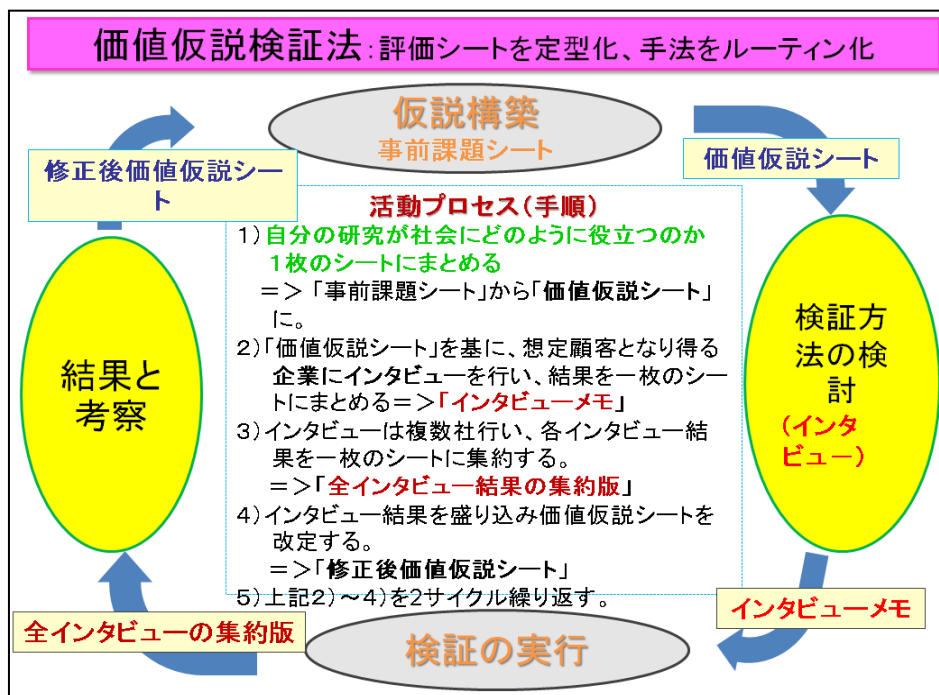 価値仮説検証法:評価シートを定型化、手法をルーティン化
仮説構築
事前課題シート
価値仮説シート
修正後価値仮説シー
ト
活動プロセス(手順)
1)自分の研究が社会にどのように役立つのか
1枚のシートにまとめる
=>「事前課題シート」から「価値仮説シート」
に。
2)「価値仮説シート」を基に、想定顧客となり得る
企業にインタビューを行い、結果を一枚のシー
トにまとめる=>「インタビューメモ」
3)インタビューは複数社行い、各インタビュー結
果を一枚のシートに集約する。
=>「全インタビュー結果の集約版」
4)インタビュー結果を盛り込み価値仮説シートを
改定する。
=>「修正後価値仮説シート」
5)上記2)~4)を2サイクル繰り返す。
検証方
法の検
討
(インタ
ビュー)
結果と
考察
インタビューメモ
全インタビューの集約版
検証の実行